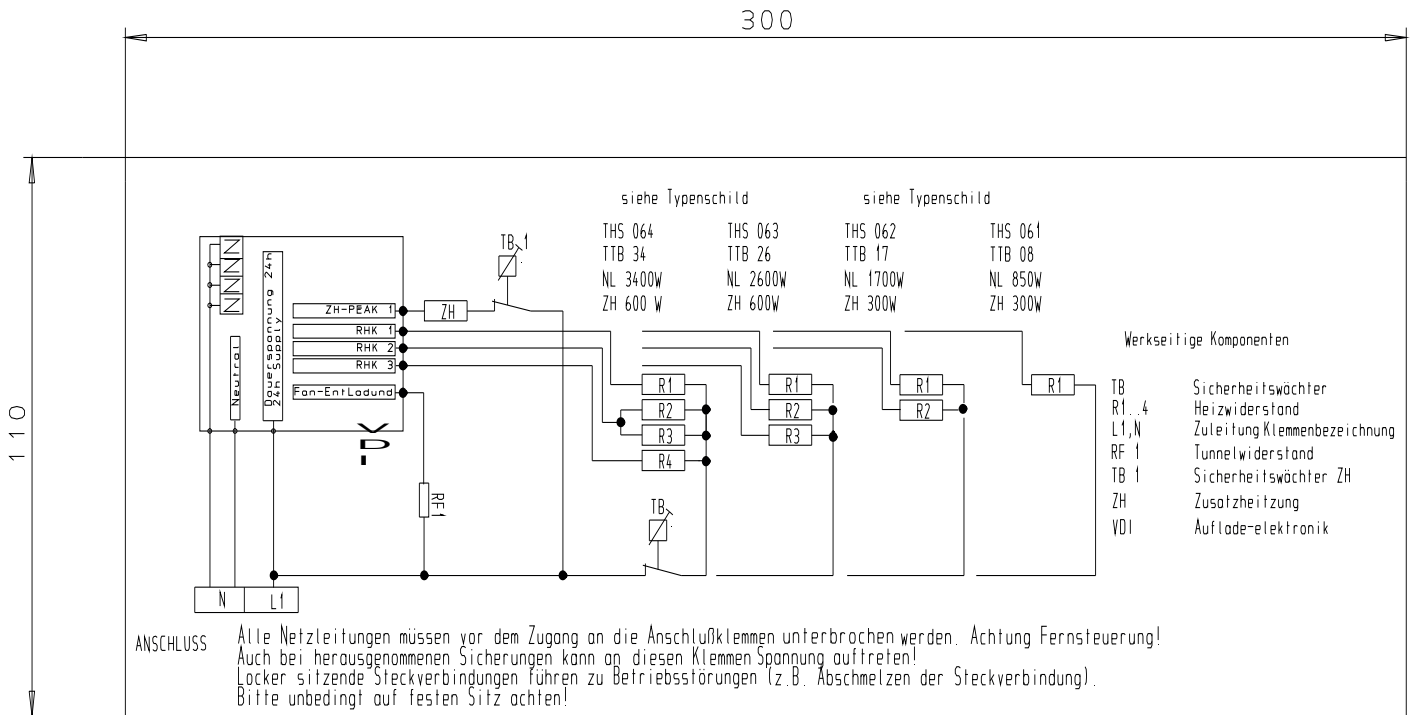 300
110
siehe Typenschild
siehe Typenschild
THS 064
TTB 34
NL 3400W
ZH 600 W
THS 063
TTB 26
NL 2600W
ZH 600W
THS 062
TTB 17
NL 1700W
ZH 300W
THS 061
TTB 08
NL 850W
ZH 300W
N
N
N
N
Neutral
Dauerspannung 24h
24h Supply
ZH-PEAK 1
RHK 1
RHK 2
RHK 3
Fan-EntLadung
VDI
ZH
TB 1
RF1
TB
R1
R2
R3
R4
R1
R2
R3
R1
R2
R1
N
L1
Werkseitige Komponenten
TB Sicherheitswächter
R1..4 Heizwiderstand
L1,N Zuleitung Klemmenbezeichnung
RF 1 Tunnelwiderstand
TB 1 Sicherheitswächter ZH
ZH Zusatzheitzung
VDI Auflade-elektronik
ANSCHLUSS Alle Netzleitungen müssen vor dem Zugang an die Anschlußklemmen unterbrochen werden. Achtung Fernsteuerung!
Auch bei herausgenommenen Sicherungen kann an diesen Klemmen Spannung auftreten!
Locker sitzende Steckverbindungen führen zu Betriebsstörungen (z.B. Abschmelzen der Steckverbindung).
Bitte unbedingt auf festen Sitz achten!